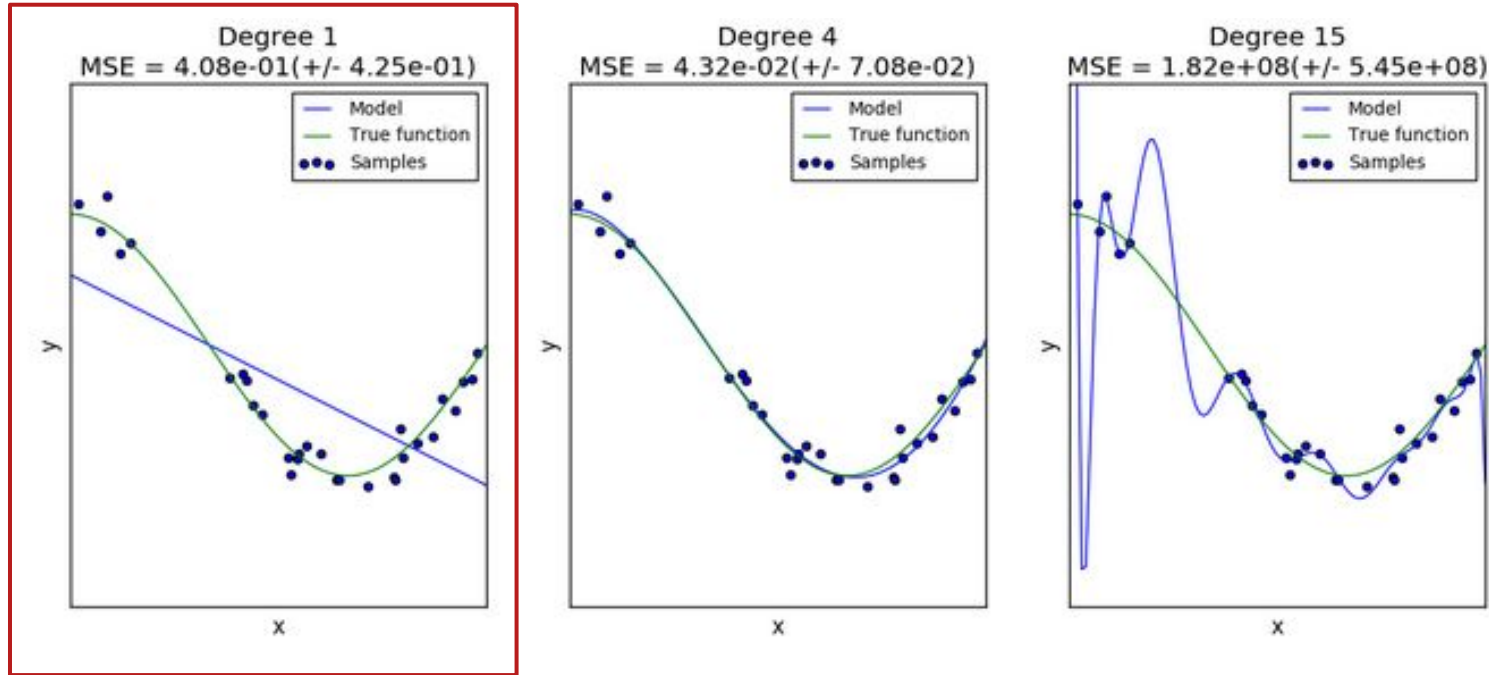 Degree 1
MSE = 4.08e-01(+/- 4.25e-01)
Model
True function
Samples
y
x
Degree 4
MSE = 4.32e-02(+/- 7.08e-02)
Model
True function
Samples
y
x
Degree 15
MSE = 1.82e+08(+/- 5.45e+08)
Model
True function
Samples
y
x